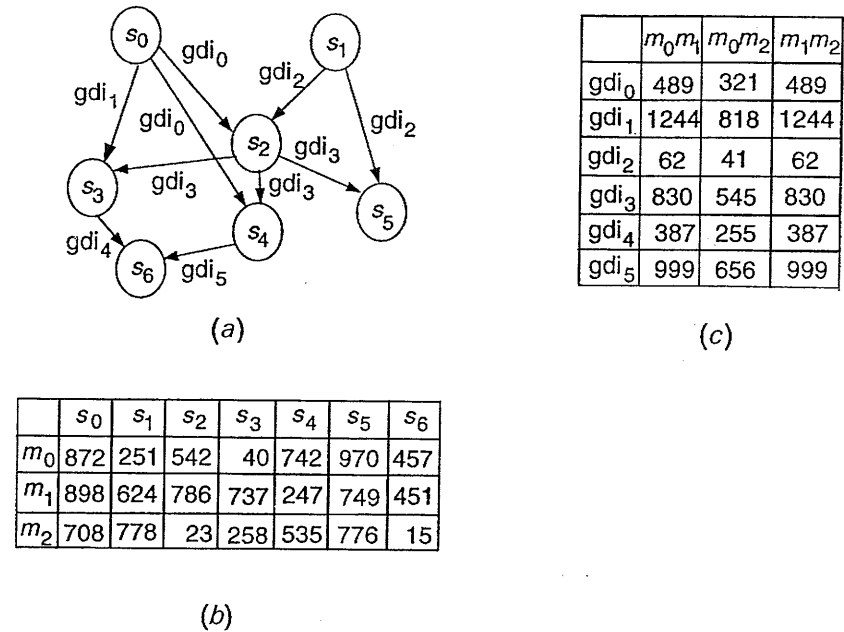 s0
s1
gdi0
gdi2
gdi1
gdi0
gdi2
s2
gdi3
gdi3
gdi3
s3
s4
s5
gdi4
gdi5
s6
(a)
m0m1 m0m2 m1m2
gdi0 489 321 489
gdi1 1244 818 1244
gdi2 62 41 62
gdi3 830 545 830
gdi4 387 255 387
gdi5 999 656 999
(c)
s0 s1 s2 s3 s4 s5 s6
m0 872 251 542 40 742 970 457
m1 898 624 786 737 247 749 451
m2 708 778 23 258 535 776 15
(b)